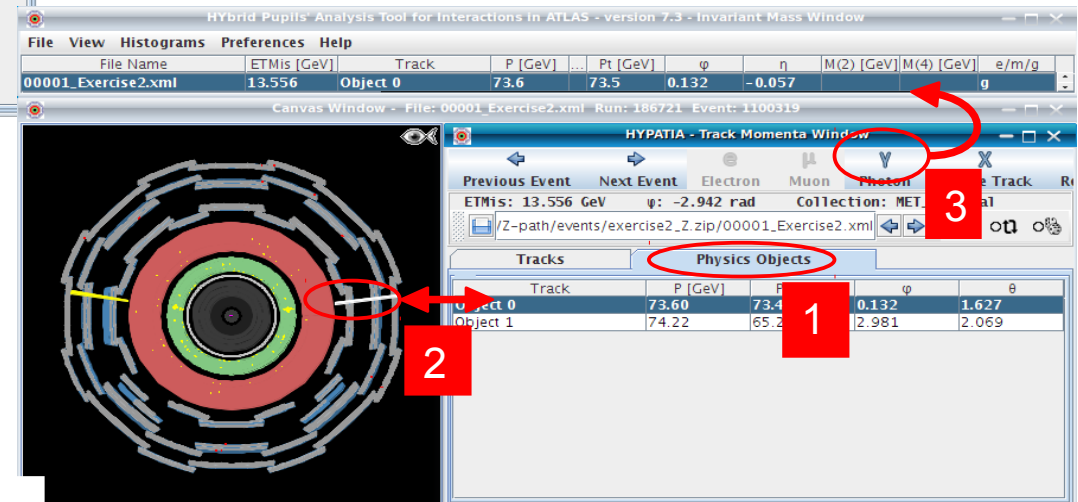 HYbrid Pupils' Analysis Tool for Interactions in ATLAS - version 7.3 - Invariant Mass Window
File View Histograms Preferences Help
File Name ETMis [GeV] Track P [GeV] ... Pt [GeV] φ η M(2) [GeV] M(4) [GeV] e/m/g
00001_Exercise2.xml 13.556 Object 0 73.6 73.5 0.132 -0.057 g
Canvas Window - File: 00001_Exercise2.xml Run: 186721 Event: 1100319
HYPATIA - Track Momenta Window
e μ γ X
Previous Event Next Event Electron Muon Photon Track
3
ETMis: 13.556 GeV φ: -2.942 rad Collection:
/Z-path/events/exercise2_Z.zip/00001_Exercise2.xml
Tracks Physics Objects
Track P [GeV] φ θ
Object 0 73.60 0.132 1.627
Object 1 74.22 2.981 2.069
1
2